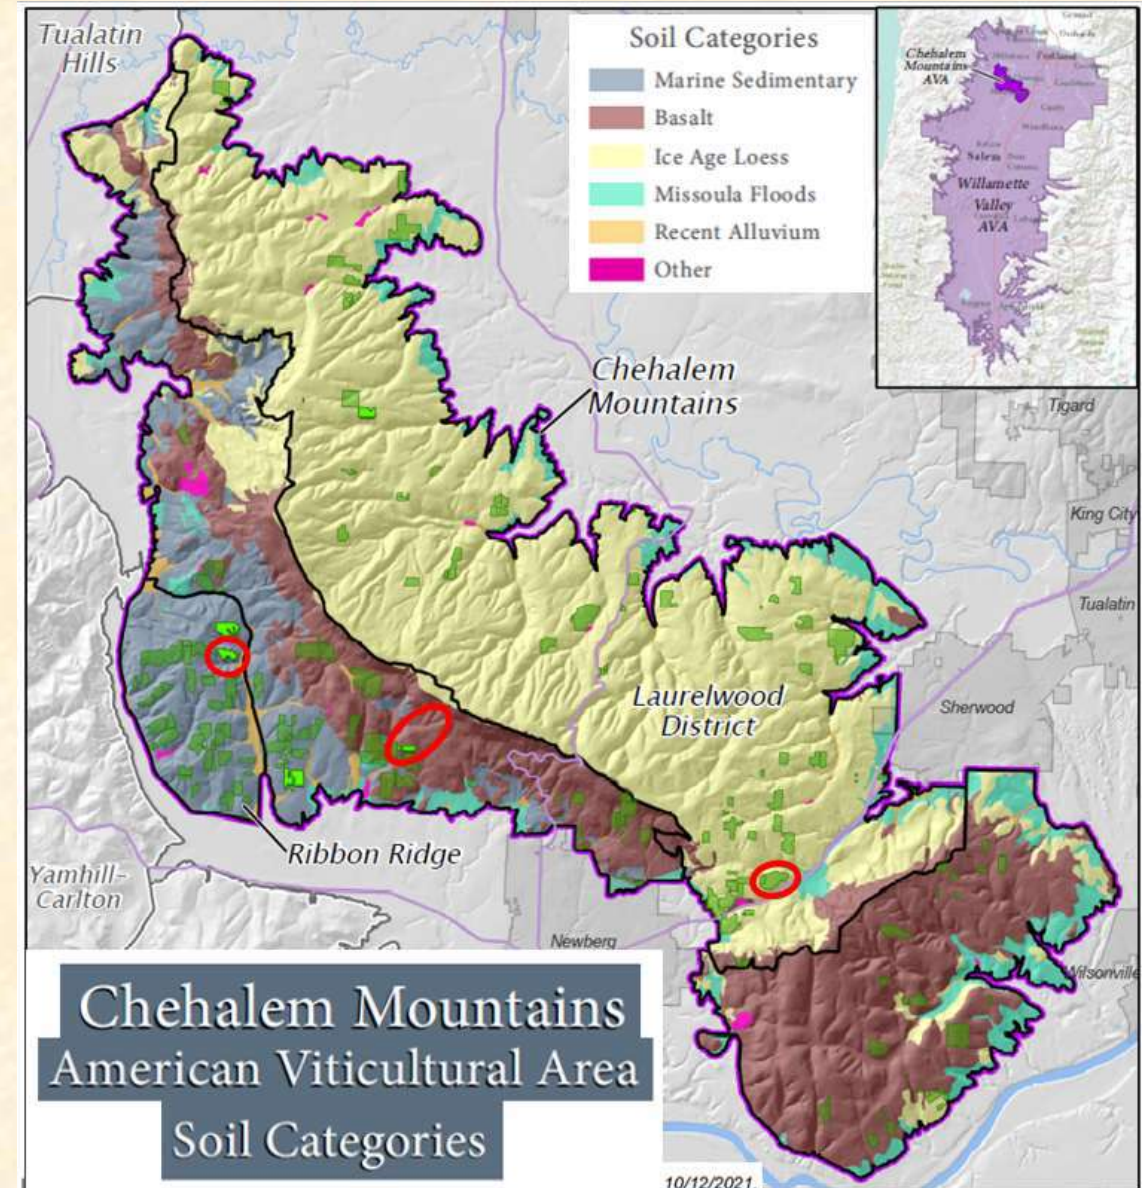 Tualatin
Hills
Soil Categories
Marine Sedimentary
Basalt
Ice Age Loess
Missoula Floods
Recent Alluvium
Other
Chehalem
Mountains
AVA
Portland
Salem
Willamette
Valley
AVA
Chehalem
Mountains
Tigard
King City
Tualatin
Laurelwood
District
Sherwood
Ribbon Ridge
Yamhill-
Carlton
Newberg
Wilsonville
Chehalem Mountains
American Viticultural Area
Soil Categories
10/12/2021